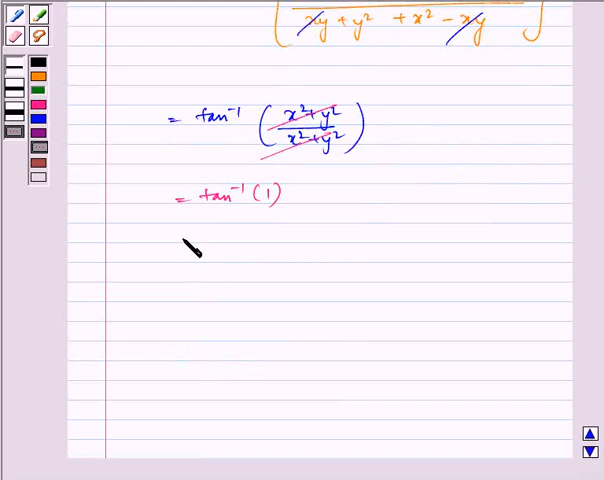 xy + y² + x² - xy
= tan⁻¹ ( x² + y² / x² + y² )
= tan⁻¹ (1)